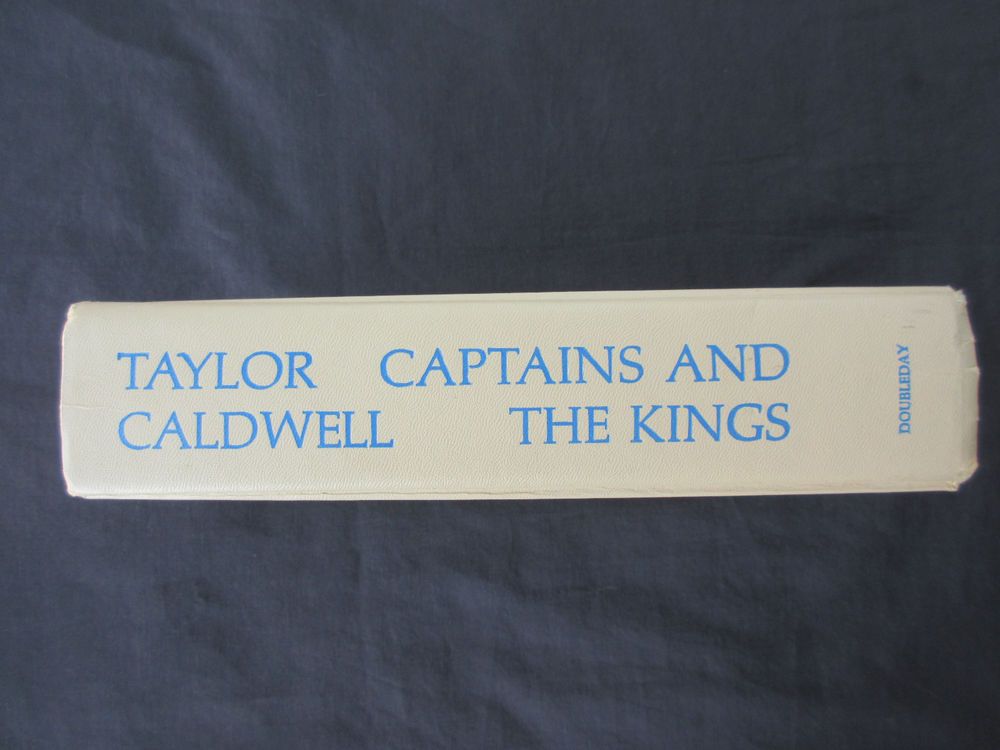 TAYLOR
CALDWELL
CAPTAINS AND
THE KINGS
DOUBLEDAY